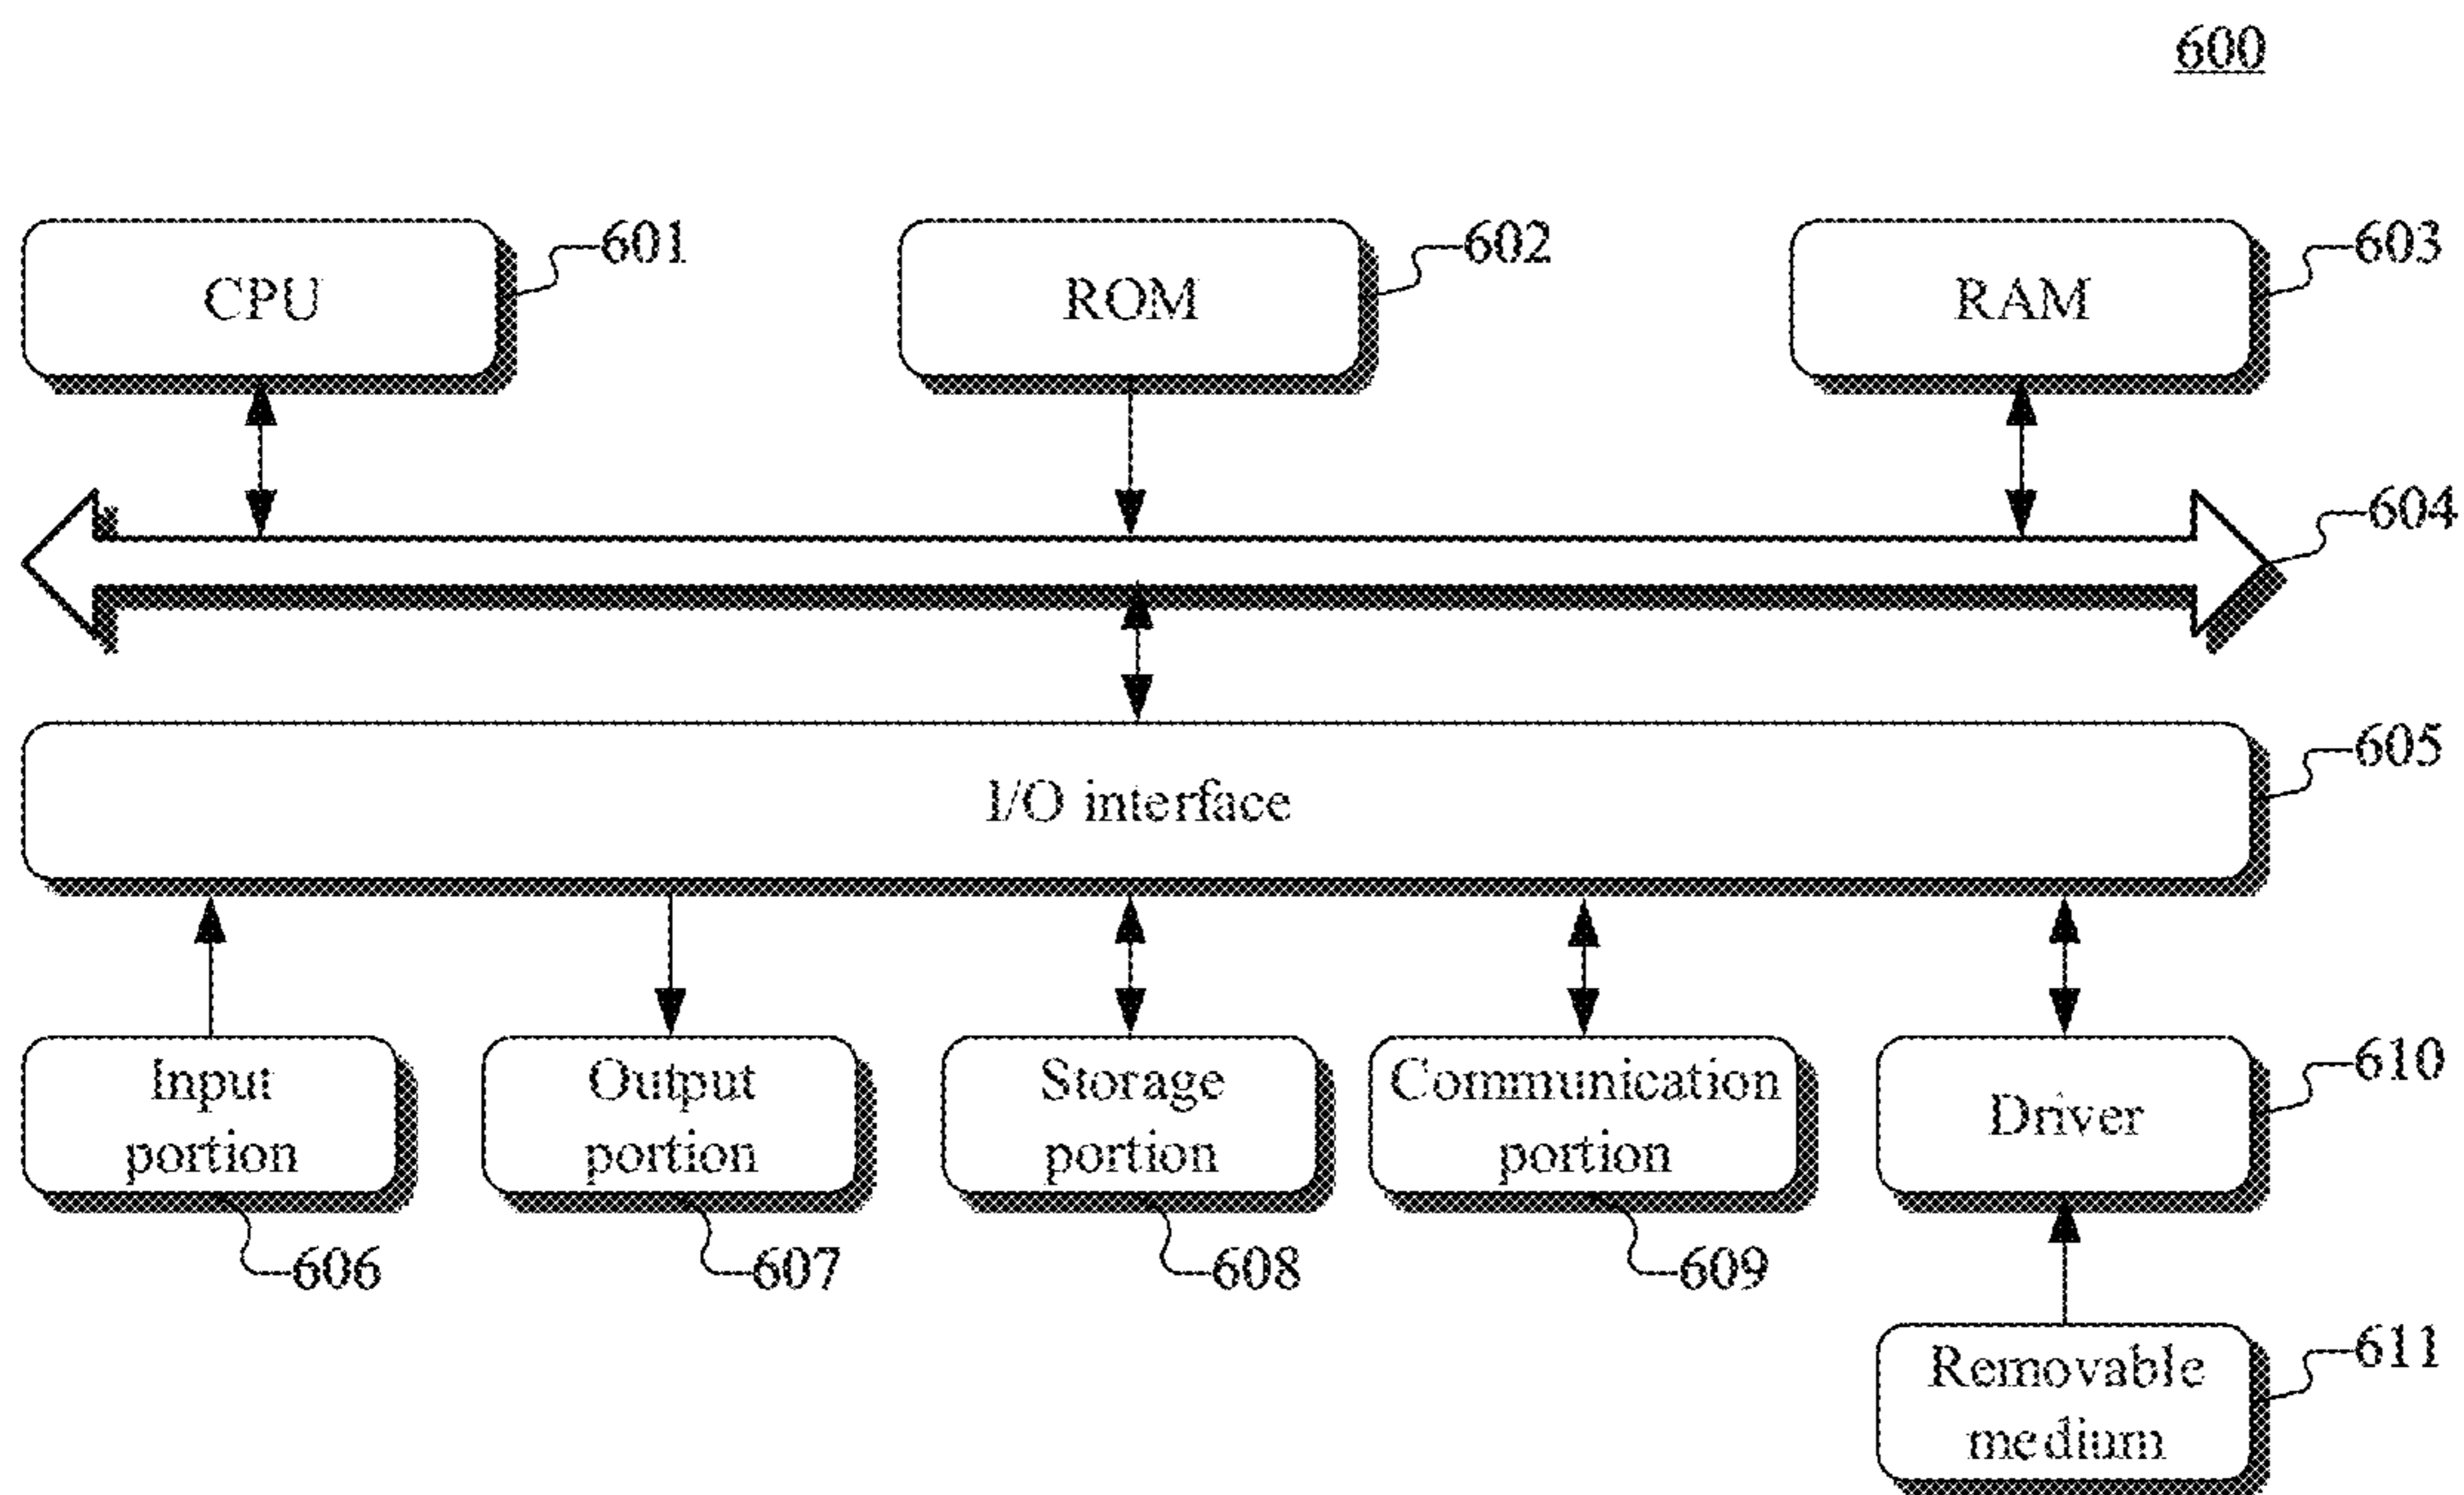 600
CPU
601
ROM
602
RAM
603
604
I/O interface
605
Input
portion
606
Output
portion
607
Storage
portion
608
Communication
portion
609
Driver
610
Removable
medium
611